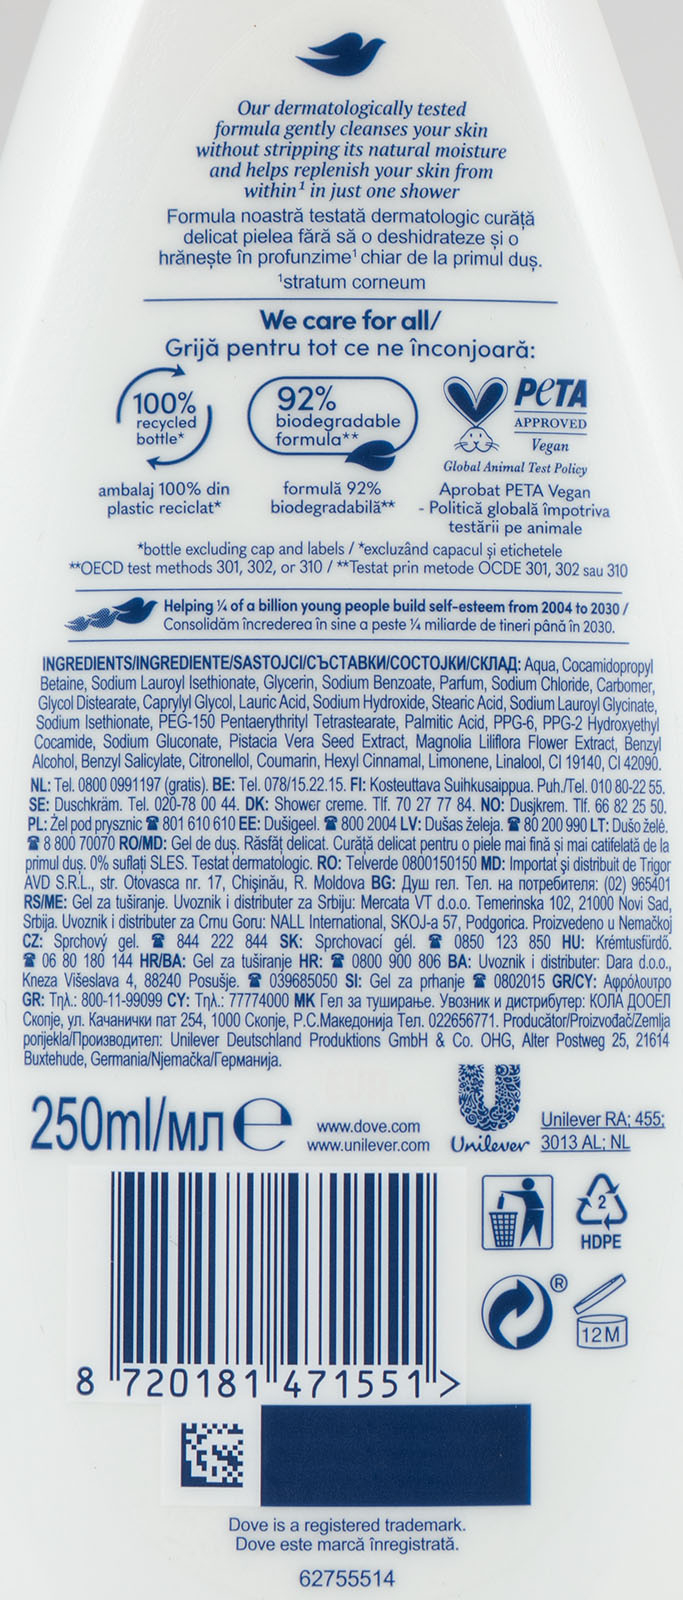 Our dermatologically tested
formula gently cleanses your skin
without stripping its natural moisture
and helps replenish your skin from
within¹ in just one shower
Formula noastră testată dermatologic curăță
delicat pielea fără să o deshidrateze și o
hrănește în profunzime¹ chiar de la primul duș.
¹stratum corneum
We care for all/
Grijă pentru tot ce ne înconjoară:
100%
recycled
bottle*
ambalaj 100% din
plastic reciclat*
92%
biodegradable
formula**
formulă 92%
biodegradabilă**
PETA
APPROVED
Vegan
Global Animal Test Policy
Aprobat PETA Vegan
- Politică globală împotriva
testării pe animale
*bottle excluding cap and labels / *excluzând capacul și etichetele
**OECD test methods 301, 302, or 310 / **Testat prin metode OCDE 301, 302 sau 310
Helping ¼ of a billion young people build self-esteem from 2004 to 2030 /
Consolidăm încrederea în sine a peste ¼ miliarde de tineri până în 2030.
INGREDIENTS/INGREDIENTE/SASTOJCI/СЪСТАВКИ/СОСТОЈКИ/СКЛАД: Aqua, Cocamidopropyl
Betaine, Sodium Lauroyl Isethionate, Glycerin, Sodium Benzoate, Parfum, Sodium Chloride, Carbomer,
Glycol Distearate, Caprylyl Glycol, Lauric Acid, Sodium Hydroxide, Stearic Acid, Sodium Lauroyl Glycinate,
Sodium Isethionate, PEG-150 Pentaerythrityl Tetrastearate, Palmitic Acid, PPG-6, PPG-2 Hydroxyethyl
Cocamide, Sodium Gluconate, Pistacia Vera Seed Extract, Magnolia Liliflora Flower Extract, Benzyl
Alcohol, Benzyl Salicylate, Citronellol, Coumarin, Hexyl Cinnamal, Limonene, Linalool, CI 19140, CI 42090.
NL: Tel. 0800 0991197 (gratis). BE: Tel. 078/15.22.15. FI: Kosteuttava Suihkusaippua. Puh./Tel. 010 80-22 55.
SE: Duschkräm. Tel. 020-78 00 44. DK: Shower creme. Tlf. 70 27 77 84. NO: Dusjkrem. Tlf. 66 82 25 50.
PL: Żel pod prysznic ☎ 801 610 610 EE: Dušigeel. ☎ 800 2004 LV: Dušas želeja. ☎ 80 200 990 LT: Dušo želė.
☎ 8 800 70070 RO/MD: Gel de duș. Răsfăț delicat. Curăță delicat pentru o piele mai fină și mai catifelată de la
primul duș. 0% sulfați SLES. Testat dermatologic. RO: Telverde 0800150150 MD: Importat și distribuit de Trigor
AVD S.R.L., str. Otovasca nr. 17, Chișinău, R. Moldova BG: Душ гел. Тел. на потребителя: (02) 965401
RS/ME: Gel za tuširanje. Uvoznik i distributer za Srbiju: Mercata VT d.o.o. Temerinska 102, 21000 Novi Sad,
Srbija. Uvoznik i distributer za Crnu Goru: NALL International, SKOJ-a 57, Podgorica. Proizvedeno u Nemačkoj
CZ: Sprchový gel. ☎ 844 222 844 SK: Sprchovací gél. ☎ 0850 123 850 HU: Krémtusfürdő.
☎ 06 80 180 144 HR/BA: Gel za tuširanje HR: ☎ 0800 900 806 BA: Uvoznik i distributer: Dara d.o.o.,
Kneza Višeslava 4, 88240 Posušje. ☎ 039685050 SI: Gel za prhanje ☎ 0802015 GR/CY: Αφρόλουτρο
GR: Τηλ.: 800-11-99099 CY: Τηλ.: 77774000 MK Гел за туширање. Увозник и дистрибутер: КОЛА ДООЕЛ
Скопје, ул. Качанички пат 254, 1000 Скопје, Р.С.Македонија Тел. 022656771. Producător/Proizvođač/Zemlja
porijekla/Производител: Unilever Deutschland Produktions GmbH & Co. OHG, Alter Postweg 25, 21614
Buxtehude, Germania/Njemačka/Германија.
250ml/мл ℮
www.dove.com
www.unilever.com
Unilever
Unilever RA; 455;
3013 AL; NL
2
HDPE
®
12M
8 720181 471551 >
Dove is a registered trademark.
Dove este marcă înregistrată.
62755514